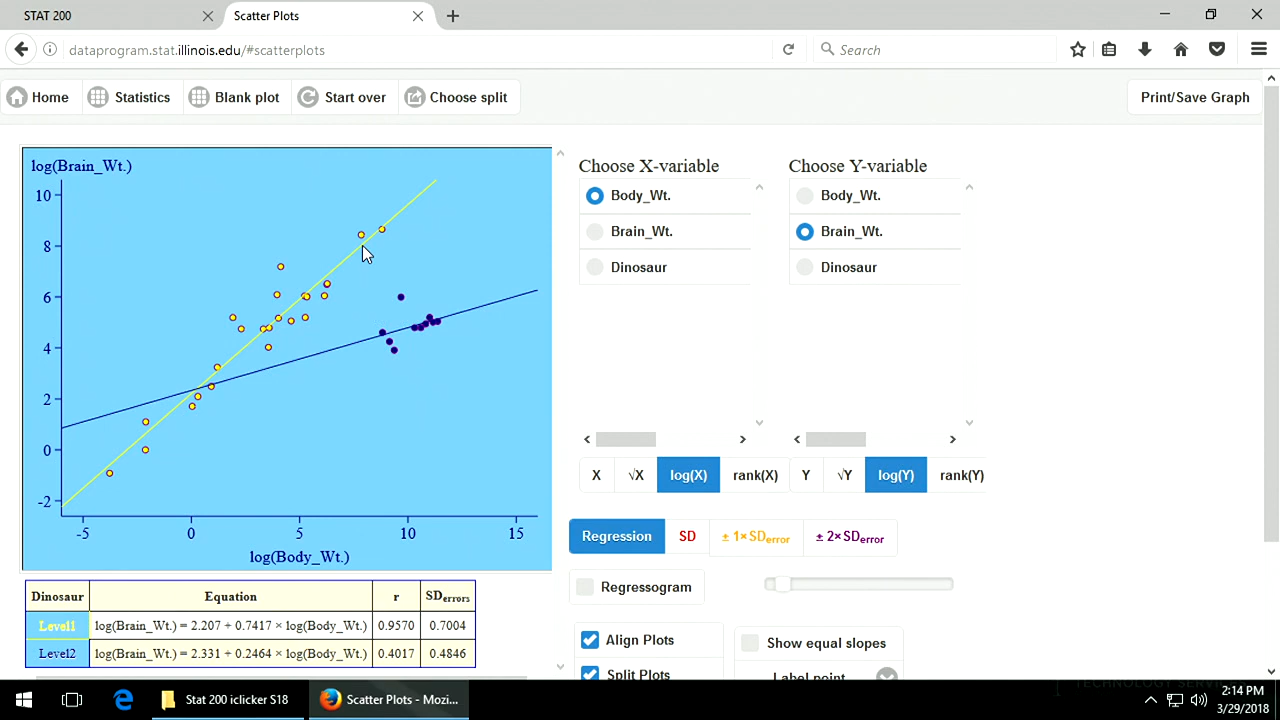 STAT 200
Scatter Plots
dataprogram.stat.illinois.edu/#scatterplots
Search
Home
Statistics
Blank plot
Start over
Choose split
Print/Save Graph
log(Brain_Wt.)
10
8
6
4
2
0
-2
-5 0 5 10 15
log(Body_Wt.)
Choose X-variable
Body_Wt.
Brain_Wt.
Dinosaur
Choose Y-variable
Body_Wt.
Brain_Wt.
Dinosaur
X √X log(X) rank(X)
Y √Y log(Y) rank(Y)
Regression SD ± 1× SDerror ± 2× SDerror
Regressogram
Align Plots
Show equal slopes
Split Plots
Label point
Dinosaur Equation r SDerrors
Level1 log(Brain_Wt.) = 2.207 + 0.7417 × log(Body_Wt.) 0.9570 0.7004
Level2 log(Brain_Wt.) = 2.331 + 0.2464 × log(Body_Wt.) 0.4017 0.4846
TECHNOLOGY SERVICES
Stat 200 iclicker S18
Scatter Plots - Mozi...
2:14 PM
3/29/2018